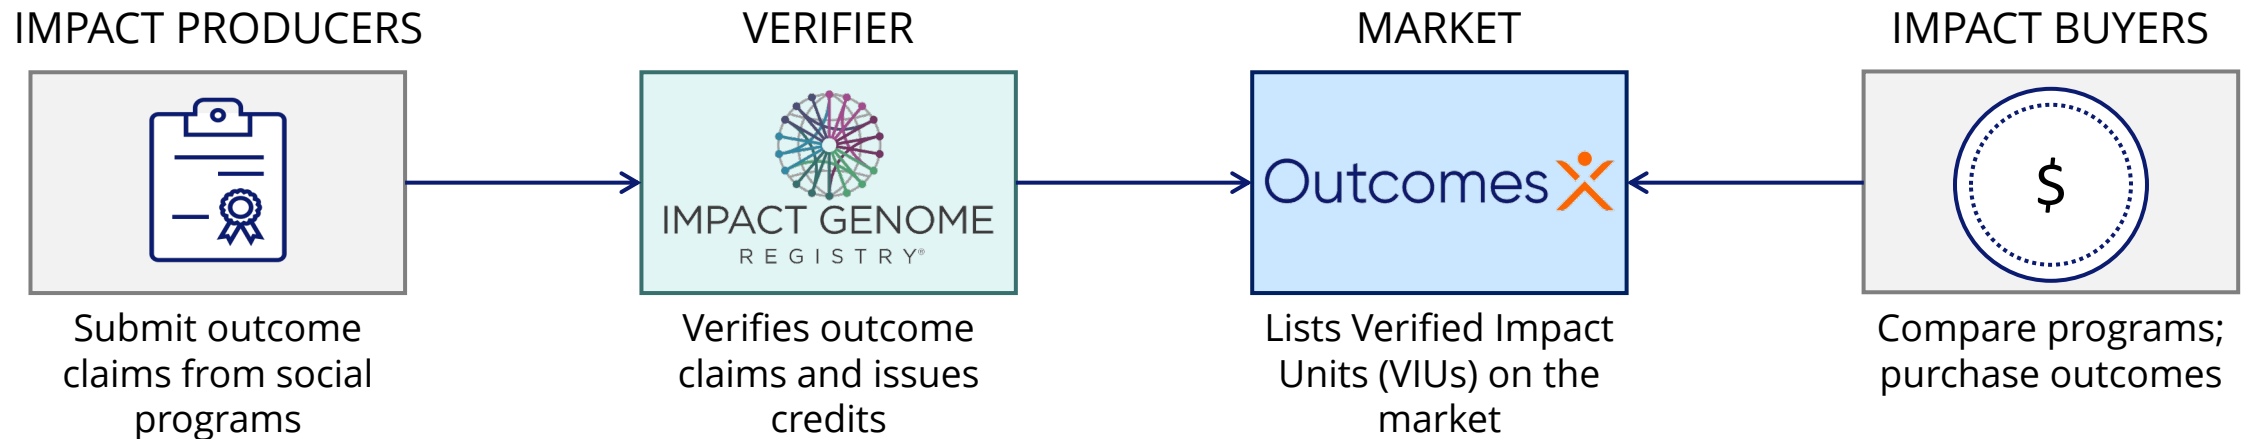 IMPACT PRODUCERS
VERIFIER
MARKET
IMPACT BUYERS
IMPACT GENOME
REGISTRY®
Outcomes X
$
Submit outcome
claims from social
programs
Verifies outcome
claims and issues
credits
Lists Verified Impact
Units (VIUs) on the
market
Compare programs;
purchase outcomes